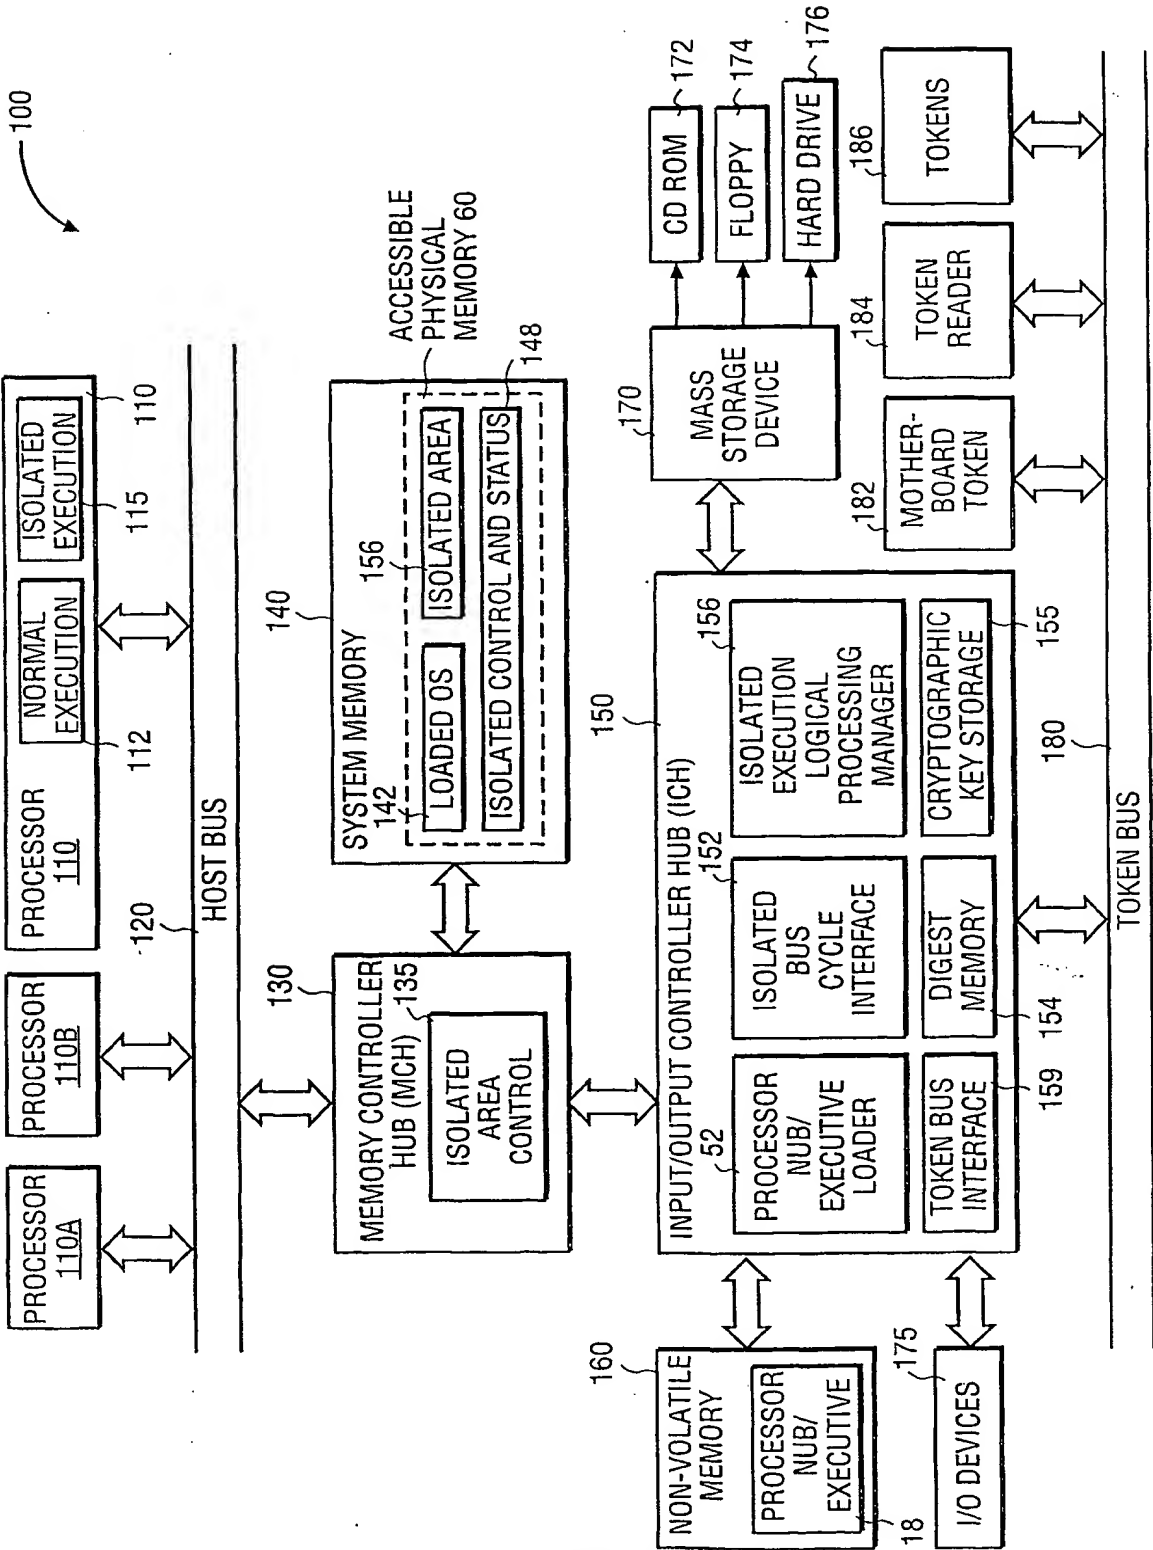 100
PROCESSOR
110A
PROCESSOR
110B
PROCESSOR
110
NORMAL
EXECUTION
112
ISOLATED
EXECUTION
115
110
120
HOST BUS
130
MEMORY CONTROLLER
HUB (MCH)
135
ISOLATED
AREA
CONTROL
140
SYSTEM MEMORY
142
LOADED OS
156
ISOLATED AREA
ISOLATED CONTROL AND STATUS
148
ACCESSIBLE
PHYSICAL
MEMORY 60
150
INPUT/OUTPUT CONTROLLER HUB (ICH)
52
PROCESSOR
NUB/
EXECUTIVE
LOADER
152
ISOLATED
BUS
CYCLE
INTERFACE
156
ISOLATED
EXECUTION
LOGICAL
PROCESSING
MANAGER
TOKEN BUS
INTERFACE
159
DIGEST
MEMORY
154
CRYPTOGRAPHIC
KEY STORAGE
155
160
NON-VOLATILE
MEMORY
PROCESSOR
NUB/
EXECUTIVE
18
175
I/O DEVICES
170
MASS
STORAGE
DEVICE
CD ROM
172
FLOPPY
174
HARD DRIVE
176
182
MOTHER-
BOARD
TOKEN
184
TOKEN
READER
186
TOKENS
180
TOKEN BUS